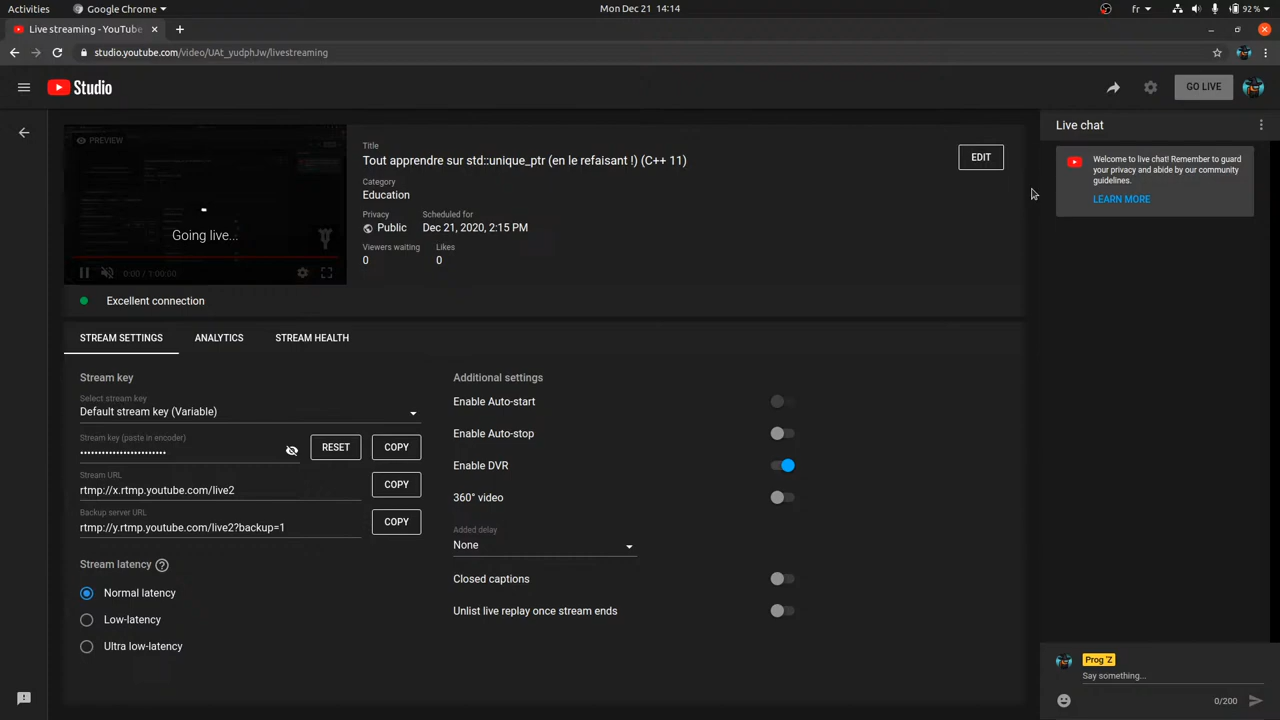 Activities
Google Chrome
Mon Dec 21  14:14
fr
92 %
Live streaming - YouTube
studio.youtube.com/video/UAt_yudphJw/livestreaming
Studio
GO LIVE
PREVIEW
Going live...
0:00 / 1:00:00
Title
Tout apprendre sur std::unique_ptr (en le refaisant !) (C++ 11)
EDIT
Category
Education
Privacy
Scheduled for
Public
Dec 21, 2020, 2:15 PM
Viewers waiting
Likes
0
0
Excellent connection
STREAM SETTINGS
ANALYTICS
STREAM HEALTH
Stream key
Select stream key
Default stream key (Variable)
Stream key (paste in encoder)
••••••••••••••••••••••••
RESET
COPY
Stream URL
rtmp://x.rtmp.youtube.com/live2
COPY
Backup server URL
rtmp://y.rtmp.youtube.com/live2?backup=1
COPY
Stream latency
Normal latency
Low-latency
Ultra low-latency
Additional settings
Enable Auto-start
Enable Auto-stop
Enable DVR
360° video
Added delay
None
Closed captions
Unlist live replay once stream ends
Live chat
Welcome to live chat! Remember to guard
your privacy and abide by our community
guidelines.
LEARN MORE
Prog 'Z
Say something...
0/200